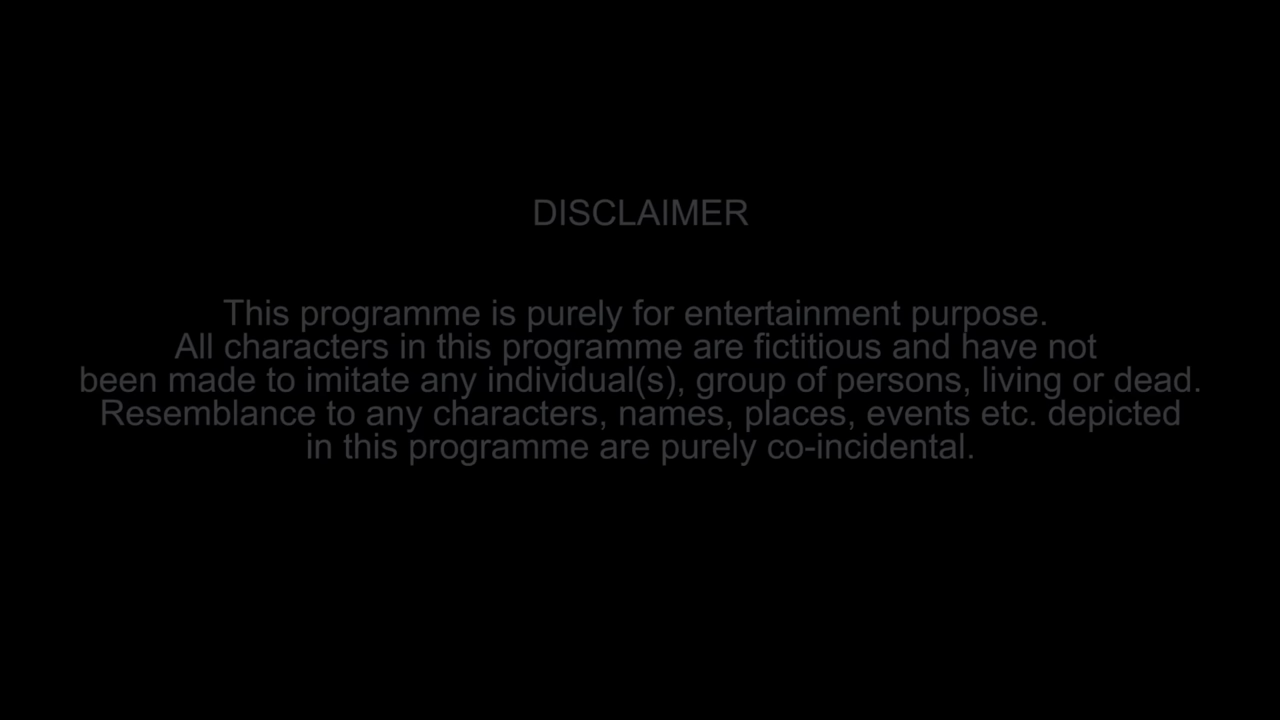 DISCLAIMER
This programme is purely for entertainment purpose.
All characters in this programme are fictitious and have not
been made to imitate any individual(s), group of persons, living or dead.
Resemblance to any characters, names, places, events etc. depicted
in this programme are purely co-incidental.